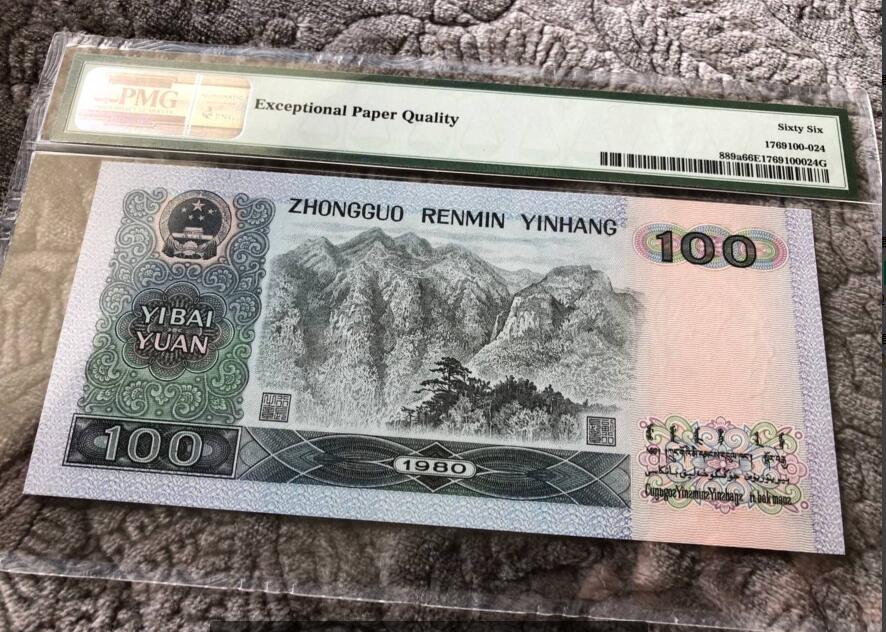 PMG
Exceptional Paper Quality
Sixty Six
1769100-024
889a66E1769100024G
ZHONGGUO RENMIN YINHANG
100
YIBAI
YUAN
100
1980